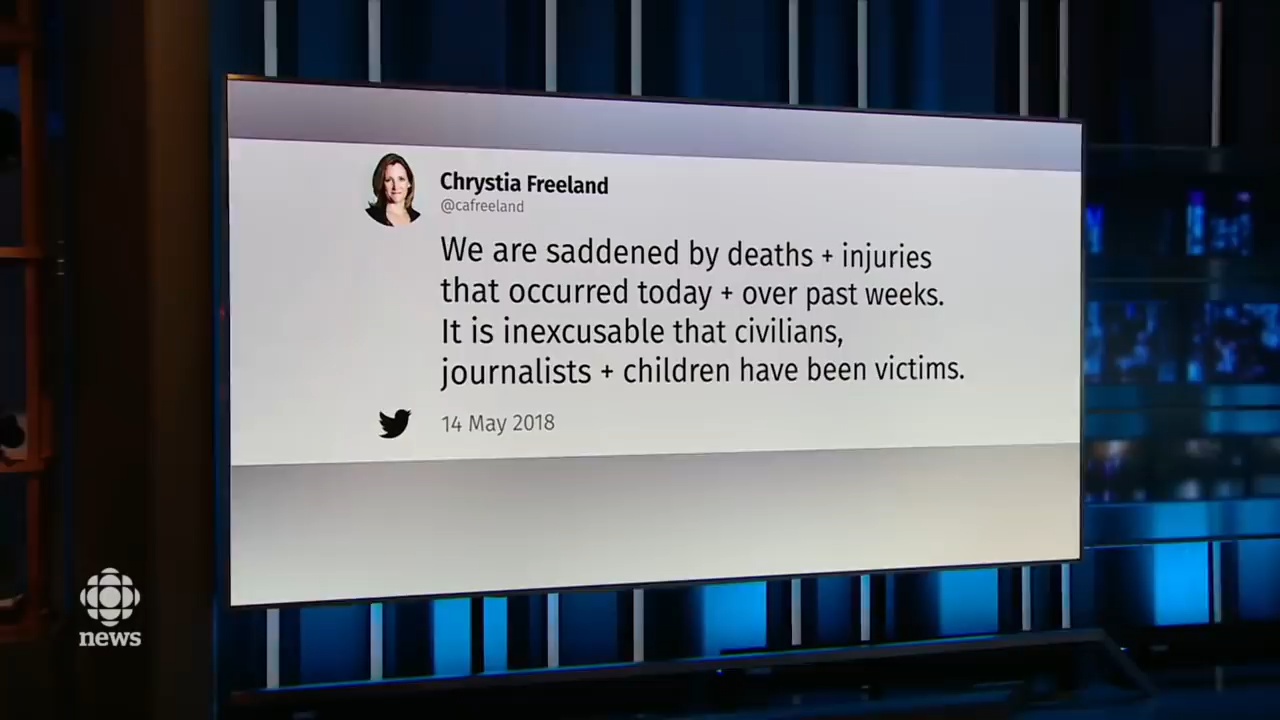 Chrystia Freeland
@cafreeland
We are saddened by deaths + injuries
that occurred today + over past weeks.
It is inexcusable that civilians,
journalists + children have been victims.
14 May 2018
news